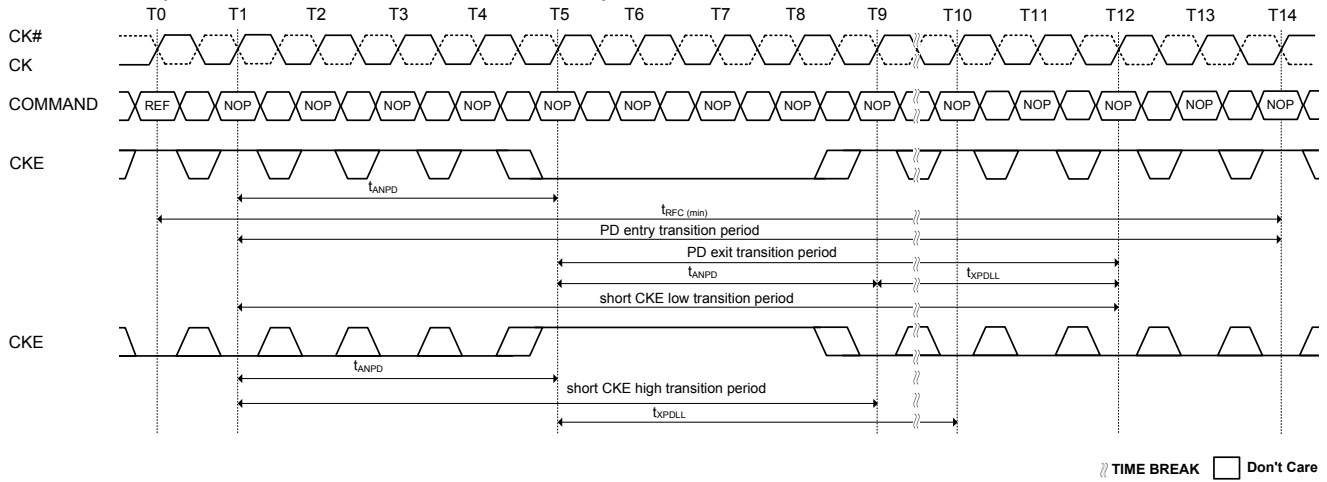 T0 T1 T2 T3 T4 T5 T6 T7 T8 T9 T10 T11 T12 T13 T14
CK#
CK
COMMAND REF NOP NOP NOP NOP NOP NOP NOP NOP NOP NOP NOP NOP NOP NOP
CKE
tANPD
tRFC (min)
PD entry transition period
PD exit transition period
tANPD tXPDLL
short CKE low transition period
CKE
tANPD
short CKE high transition period
tXPDLL
TIME BREAK Don't Care